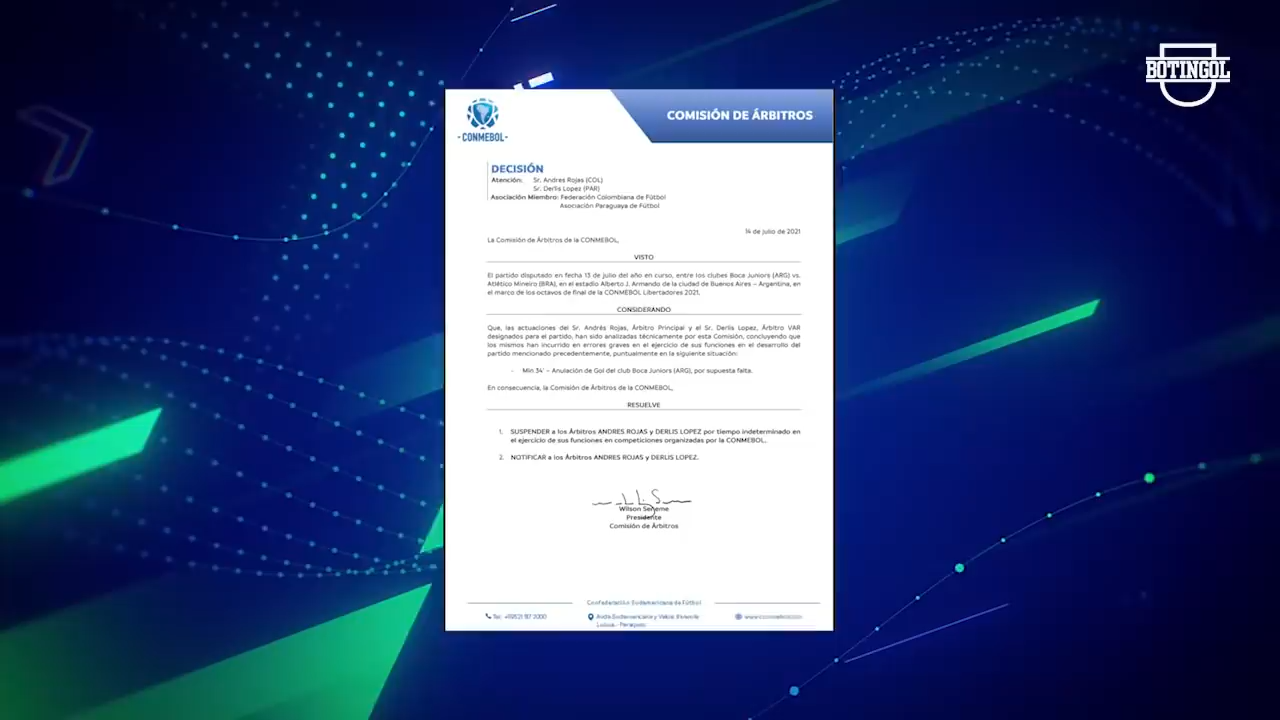 BOTINGOL
COMISIÓN DE ÁRBITROS
-CONMEBOL-
DECISIÓN
Atención: Sr. Andres Rojas (COL)
Sr. Derlis Lopez (PAR)
Asociación Miembro: Federación Colombiana de Fútbol
Asociación Paraguaya de Fútbol
14 de julio de 2021
La Comisión de Árbitros de la CONMEBOL,
VISTO
El partido disputado en fecha 13 de julio del año en curso, entre los clubes Boca Juniors (ARG) vs.
Atlético Mineiro (BRA), en el estadio Alberto J. Armando de la ciudad de Buenos Aires – Argentina, en
el marco de los octavos de final de la CONMEBOL Libertadores 2021,
CONSIDERANDO
Que, las actuaciones del Sr. Andrés Rojas, Árbitro Principal y el Sr. Derlis Lopez, Árbitro VAR
designados para el partido, han sido analizadas técnicamente por esta Comisión, concluyendo que
los mismos han incurrido en errores graves en el ejercicio de sus funciones en el desarrollo del
partido mencionado precedentemente, puntualmente en la siguiente situación:
- Min 34' – Anulación de Gol del club Boca Juniors (ARG), por supuesta falta.
En consecuencia, la Comisión de Árbitros de la CONMEBOL,
RESUELVE
1. SUSPENDER a los Árbitros ANDRES ROJAS y DERLIS LOPEZ por tiempo indeterminado en
el ejercicio de sus funciones en competiciones organizadas por la CONMEBOL.
2. NOTIFICAR a los Árbitros ANDRES ROJAS y DERLIS LOPEZ.
Wilson Seneme
Presidente
Comisión de Árbitros
Confederación Sudamericana de Fútbol
Tel.:
Luque - Paraguay
www.conmebol.com